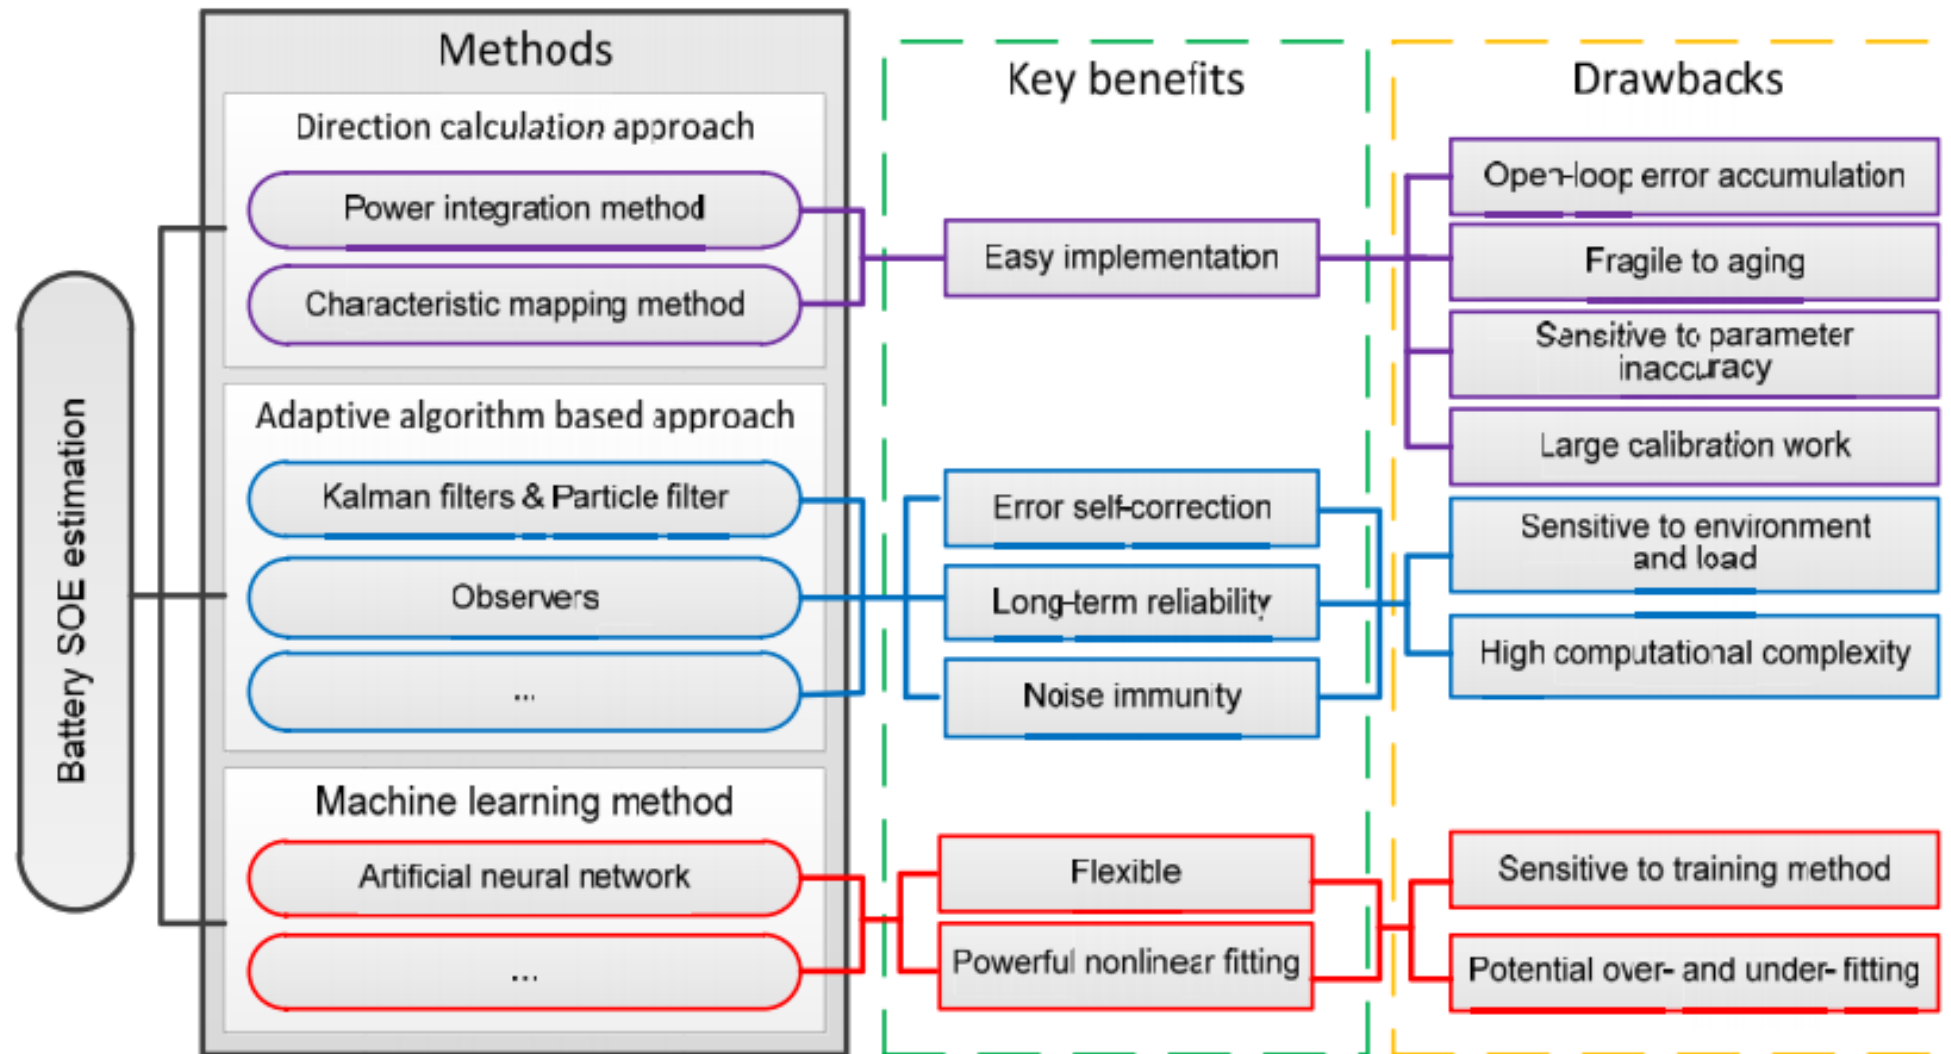 Battery SOE estimation
Methods
Direction calculation approach
Power integration method
Characteristic mapping method
Adaptive algorithm based approach
Kalman filters & Particle filter
Observers
...
Machine learning method
Artificial neural network
...
Key benefits
Easy implementation
Error self-correction
Long-term reliability
Noise immunity
Flexible
Powerful nonlinear fitting
Drawbacks
Open-loop error accumulation
Fragile to aging
Sensitive to parameter
inaccuracy
Large calibration work
Sensitive to environment
and load
High computational complexity
Sensitive to training method
Potential over- and under- fitting